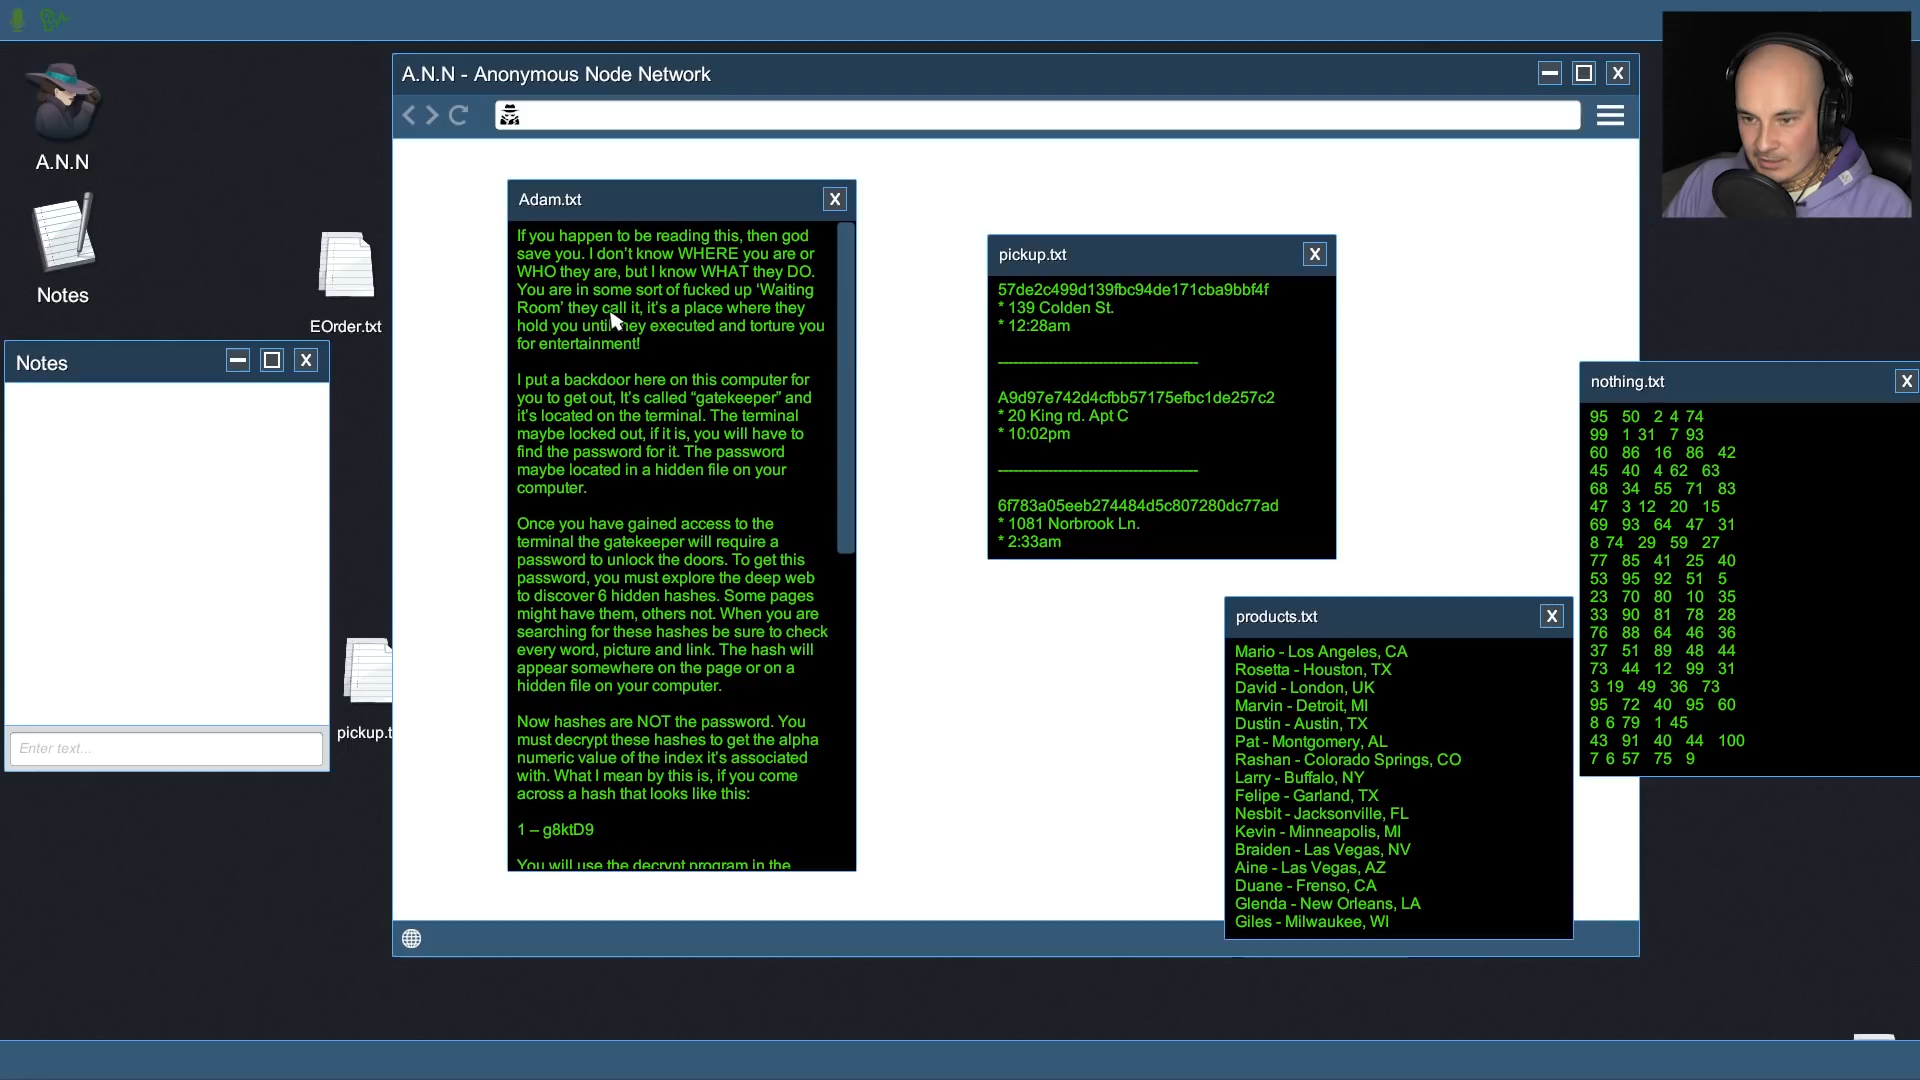 A.N.N - Anonymous Node Network
X
A.N.N
Notes
EOrder.txt
Notes
X
Enter text...
pickup.t
Adam.txt
X
If you happen to be reading this, then god
save you. I don't know WHERE you are or
WHO they are, but I know WHAT they DO.
You are in some sort of fucked up 'Waiting
Room' they call it, it's a place where they
hold you until hey executed and torture you
for entertainment!
I put a backdoor here on this computer for
you to get out, It's called "gatekeeper" and
it's located on the terminal. The terminal
maybe locked out, if it is, you will have to
find the password for it. The password
maybe located in a hidden file on your
computer.
Once you have gained access to the
terminal the gatekeeper will require a
password to unlock the doors. To get this
password, you must explore the deep web
to discover 6 hidden hashes. Some pages
might have them, others not. When you are
searching for these hashes be sure to check
every word, picture and link. The hash will
appear somewhere on the page or on a
hidden file on your computer.
Now hashes are NOT the password. You
must decrypt these hashes to get the alpha
numeric value of the index it's associated
with. What I mean by this is, if you come
across a hash that looks like this:
1 – g8ktD9
You will use the decrypt program in the
pickup.txt
X
57de2c499d139fbc94de171cba9bbf4f
* 139 Colden St.
* 12:28am
----------------------------------------
A9d97e742d4cfbb57175efbc1de257c2
* 20 King rd. Apt C
* 10:02pm
----------------------------------------
6f783a05eeb274484d5c807280dc77ad
* 1081 Norbrook Ln.
* 2:33am
products.txt
X
Mario - Los Angeles, CA
Rosetta - Houston, TX
David - London, UK
Marvin - Detroit, MI
Dustin - Austin, TX
Pat - Montgomery, AL
Rashan - Colorado Springs, CO
Larry - Buffalo, NY
Felipe - Garland, TX
Nesbit - Jacksonville, FL
Kevin - Minneapolis, MI
Braiden - Las Vegas, NV
Aine - Las Vegas, AZ
Duane - Frenso, CA
Glenda - New Orleans, LA
Giles - Milwaukee, WI
nothing.txt
X
95 50 2 4 74
99 1 31 7 93
60 86 16 86 42
45 40 4 62 63
68 34 55 71 83
47 3 12 20 15
69 93 64 47 31
8 74 29 59 27
77 85 41 25 40
53 95 92 51 5
23 70 80 10 35
33 90 81 78 28
76 88 64 46 36
37 51 89 48 44
73 44 12 99 31
3 19 49 36 73
95 72 40 95 60
8 6 79 1 45
43 91 40 44 100
7 6 57 75 9